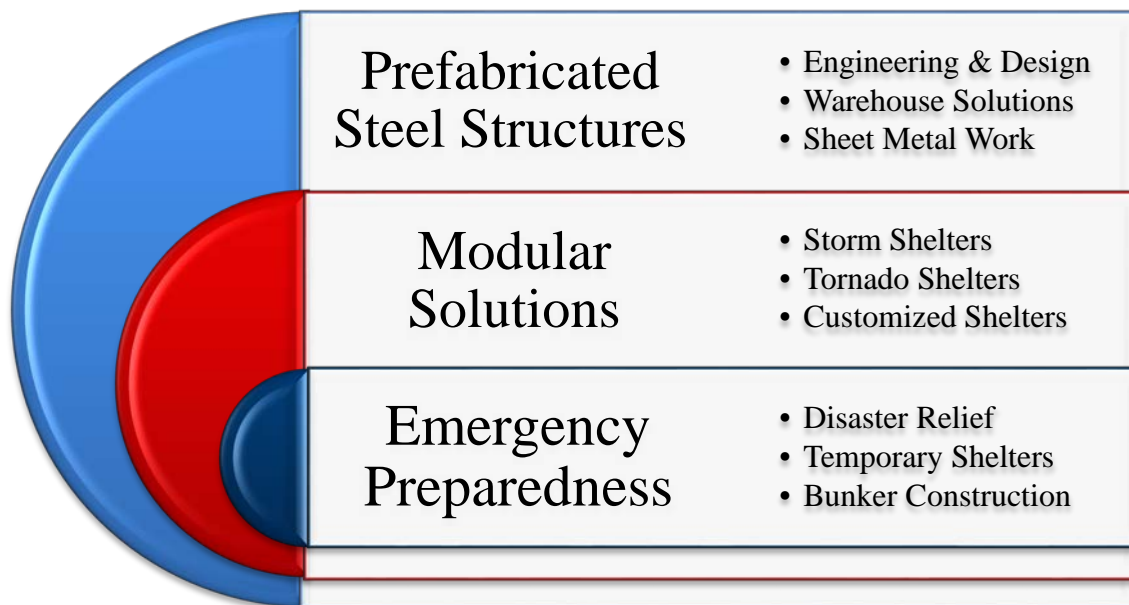 Prefabricated
Steel Structures
• Engineering & Design
• Warehouse Solutions
• Sheet Metal Work
Modular
Solutions
• Storm Shelters
• Tornado Shelters
• Customized Shelters
Emergency
Preparedness
• Disaster Relief
• Temporary Shelters
• Bunker Construction